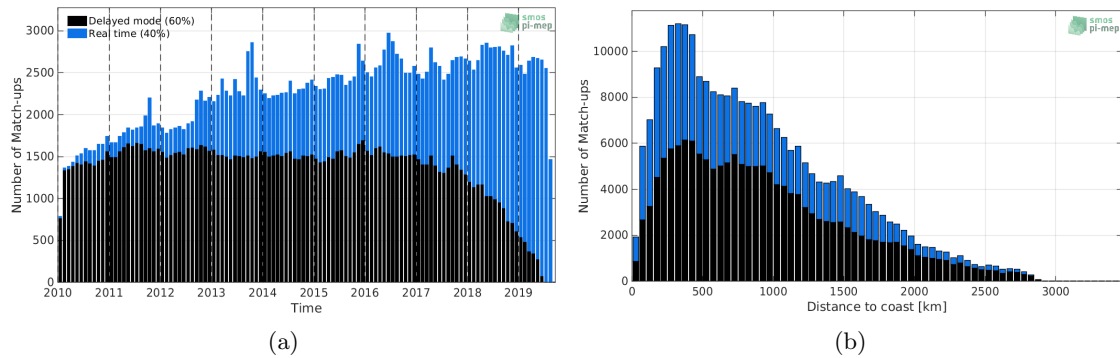 Delayed mode (60%)
Real time (40%)
smos
pi-mep
3000
2500
2000
1500
1000
500
0
Number of Match-ups
2010 2011 2012 2013 2014 2015 2016 2017 2018 2019
Time
(a)
smos
pi-mep
10000
8000
6000
4000
2000
0
Number of Match-ups
0 500 1000 1500 2000 2500 3000
Distance to coast [km]
(b)